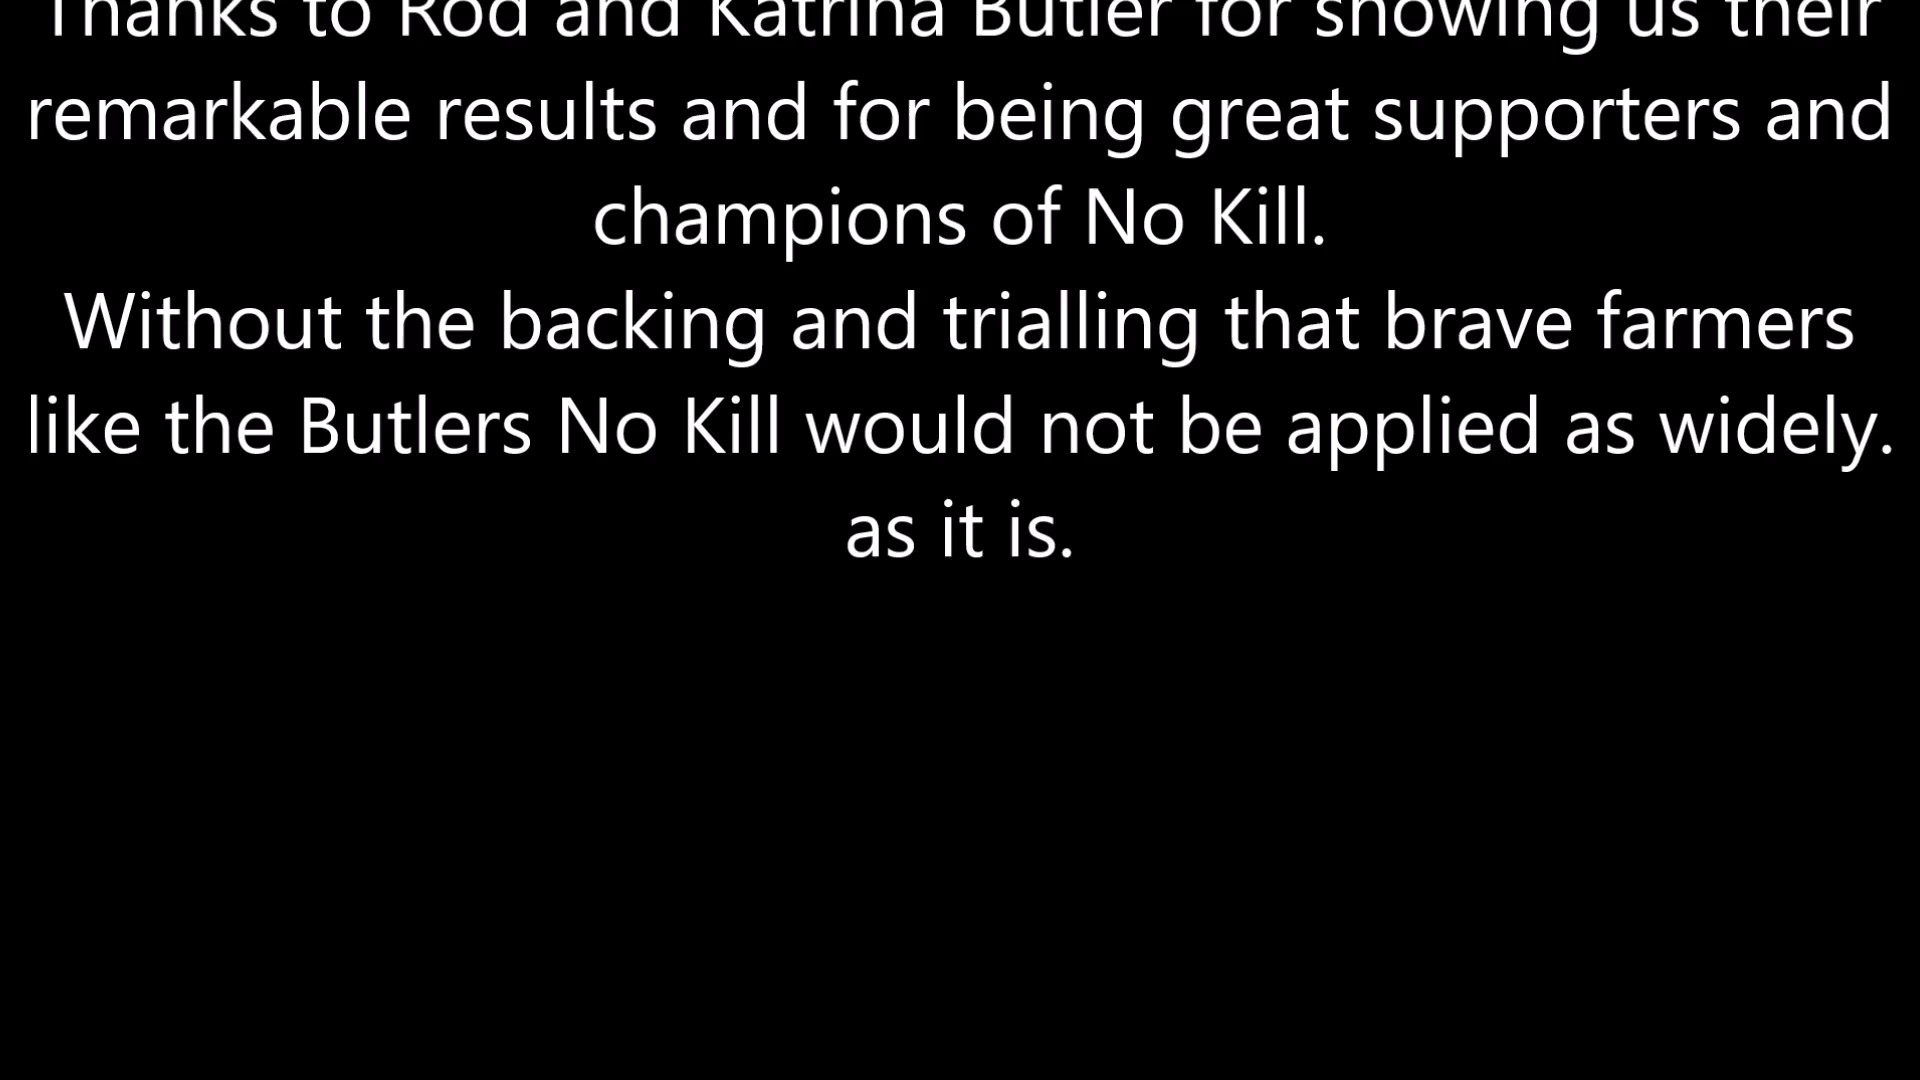 Thanks to Rod and Katrina Butler for showing us their
remarkable results and for being great supporters and
champions of No Kill.
Without the backing and trialling that brave farmers
like the Butlers No Kill would not be applied as widely.
as it is.